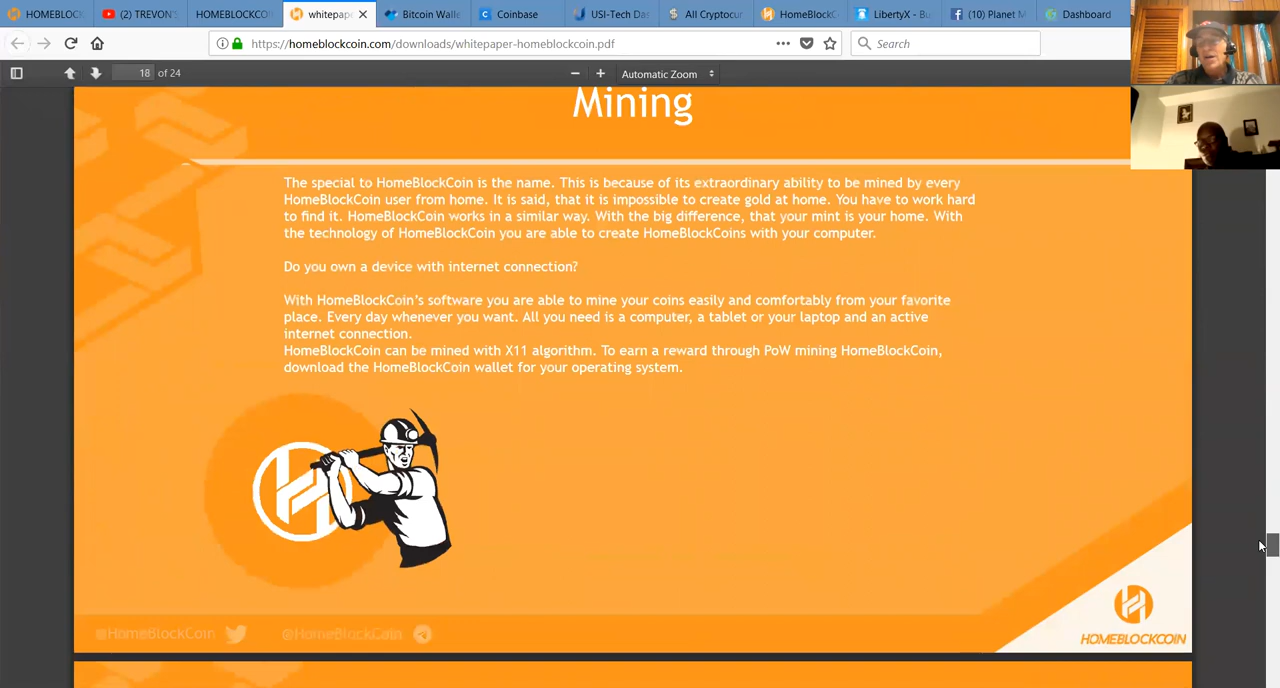 HOMEBLOCK
(2) TREVON'S
HOMEBLOCKCOI
whitepape
Bitcoin Walle
Coinbase
USI-Tech Das
All Cryptocur
HomeBlockC
LibertyX - Bu
(10) Planet M
Dashboard
https://homeblockcoin.com/downloads/whitepaper-homeblockcoin.pdf
Search
18 of 24
Automatic Zoom
Mining
The special to HomeBlockCoin is the name. This is because of its extraordinary ability to be mined by every
HomeBlockCoin user from home. It is said, that it is impossible to create gold at home. You have to work hard
to find it. HomeBlockCoin works in a similar way. With the big difference, that your mint is your home. With
the technology of HomeBlockCoin you are able to create HomeBlockCoins with your computer.
Do you own a device with internet connection?
With HomeBlockCoin's software you are able to mine your coins easily and comfortably from your favorite
place. Every day whenever you want. All you need is a computer, a tablet or your laptop and an active
internet connection.
HomeBlockCoin can be mined with X11 algorithm. To earn a reward through PoW mining HomeBlockCoin,
download the HomeBlockCoin wallet for your operating system.
@HomeBlockCoin
@HomeBlockCoin
HOMEBLOCKCOIN